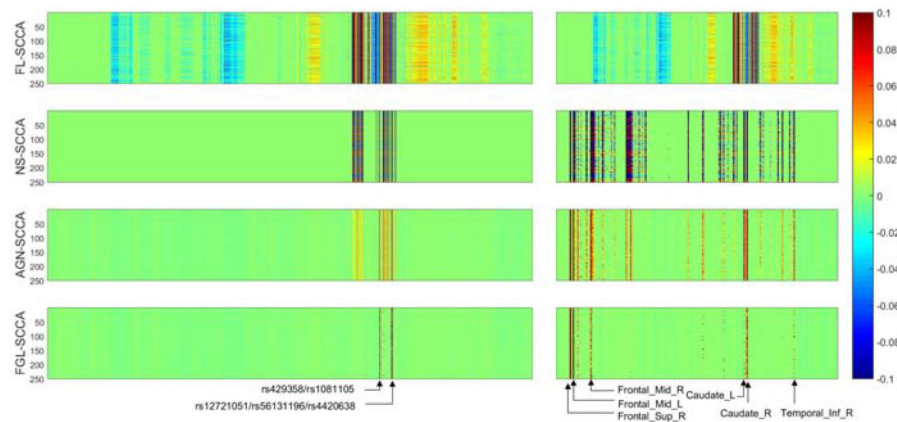 FL-SCCA
50
100
150
200
250
NS-SCCA
50
100
150
200
250
AGN-SCCA
50
100
150
200
250
FGL-SCCA
50
100
150
200
250
0.1
0.08
0.06
0.04
0.02
0
-0.02
-0.04
-0.06
-0.08
-0.1
rs429358/rs1081105
rs12721051/rs56131196/rs4420638
Frontal_Mid_R
Frontal_Mid_L
Frontal_Sup_R
Caudate_L
Caudate_R
Temporal_Inf_R